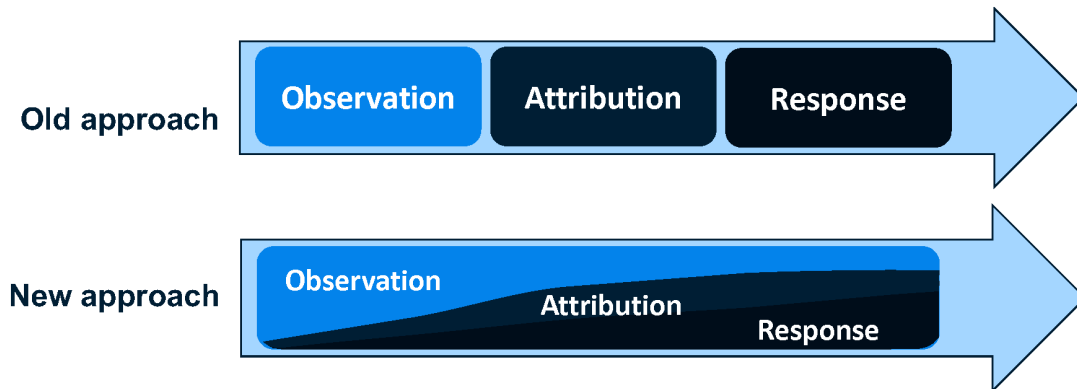 Old approach
Observation
Attribution
Response
New approach
Observation
Attribution
Response